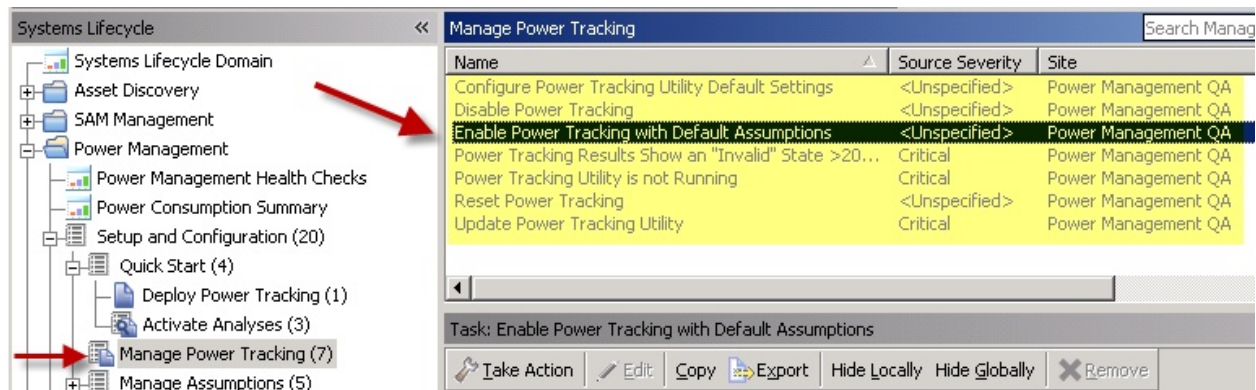 Systems Lifecycle «
Systems Lifecycle Domain
Asset Discovery
SAM Management
Power Management
Power Management Health Checks
Power Consumption Summary
Setup and Configuration (20)
Quick Start (4)
Deploy Power Tracking (1)
Activate Analyses (3)
Manage Power Tracking (7)
Manage Assumptions (5)
Manage Power Tracking Search Manag
Name Source Severity Site
Configure Power Tracking Utility Default Settings <Unspecified> Power Management QA
Disable Power Tracking <Unspecified> Power Management QA
Enable Power Tracking with Default Assumptions <Unspecified> Power Management QA
Power Tracking Results Show an "Invalid" State >20... Critical Power Management QA
Power Tracking Utility is not Running Critical Power Management QA
Reset Power Tracking <Unspecified> Power Management QA
Update Power Tracking Utility Critical Power Management QA
Task: Enable Power Tracking with Default Assumptions
Take Action Edit Copy Export Hide Locally Hide Globally Remove